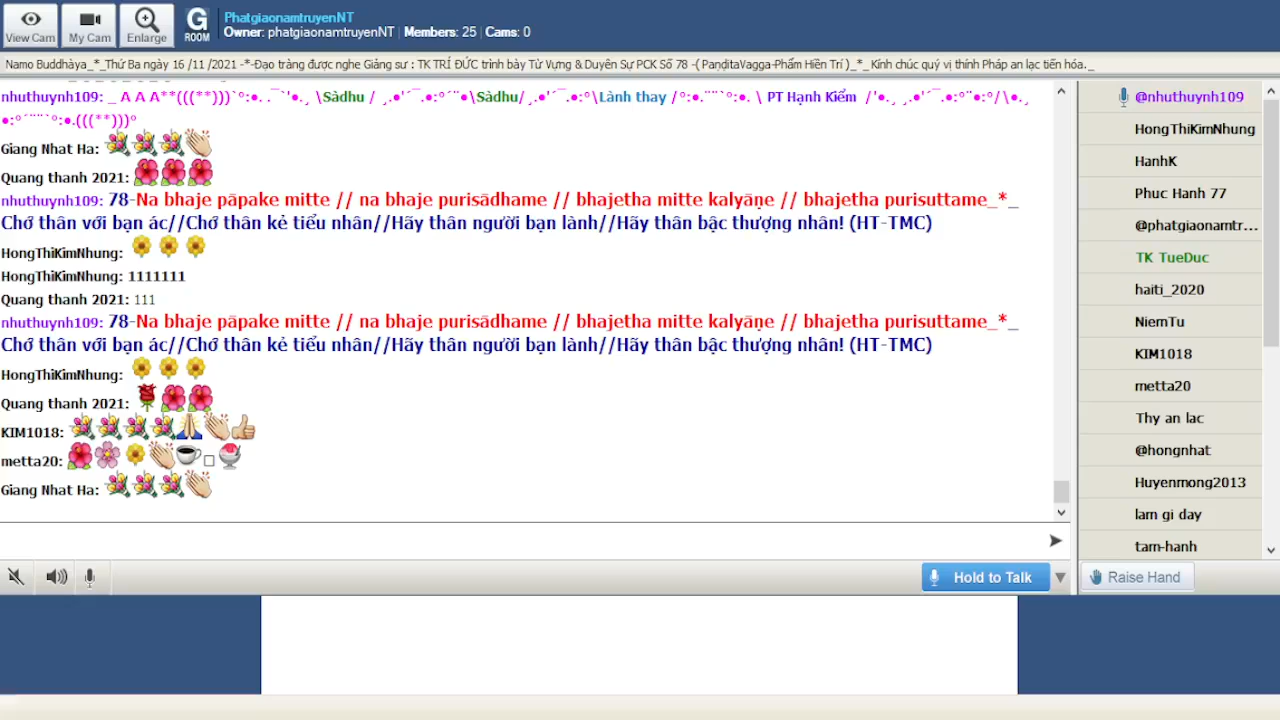 View Cam
My Cam
Enlarge
G
ROOM
PhatgiaonamtruyenNT
Owner: phatgiaonamtruyenNT | Members: 25 | Cams: 0
Namo Buddhàya_*_Thứ Ba ngày 16 /11 /2021 -*-Đạo tràng được nghe Giảng sư : TK TRÍ ĐỨC trình bày Từ Vựng & Duyên Sự PCK Số 78 -( PaṇḍitaVagga-Phẩm Hiền Trí )_*_ Kính chúc quý vị thính Pháp an lạc tiến hóa._
nhuthuynh109: _ A A A**(((**)))`°:•. .¯`'•.¸ \Sàdhu / ¸.•'´¯.•:°´¨•\Sàdhu/¸.•'´¯.•:°\Lành thay /°:•.¨¨`°:•. \ PT Hạnh Kiểm /'•.¸ ¸.•'´¯.•:°¨•:°/\•.¸
•:°´¨¨`°:•.(((**)))°
Giang Nhat Ha:
Quang thanh 2021:
nhuthuynh109: 78-Na bhaje pāpake mitte // na bhaje purisādhame // bhajetha mitte kalyāṇe // bhajetha purisuttame_*_
Chớ thân với bạn ác//Chớ thân kẻ tiểu nhân//Hãy thân người bạn lành//Hãy thân bậc thượng nhân! (HT-TMC)
HongThiKimNhung:
HongThiKimNhung: 1111111
Quang thanh 2021: 111
nhuthuynh109: 78-Na bhaje pāpake mitte // na bhaje purisādhame // bhajetha mitte kalyāṇe // bhajetha purisuttame_*_
Chớ thân với bạn ác//Chớ thân kẻ tiểu nhân//Hãy thân người bạn lành//Hãy thân bậc thượng nhân! (HT-TMC)
HongThiKimNhung:
Quang thanh 2021:
KIM1018:
metta20:
Giang Nhat Ha:
Hold to Talk
@nhuthuynh109
HongThiKimNhung
HanhK
Phuc Hanh 77
@phatgiaonamtr...
TK TueDuc
haiti_2020
NiemTu
KIM1018
metta20
Thy an lac
@hongnhat
Huyenmong2013
lam gi day
tam-hanh
Raise Hand